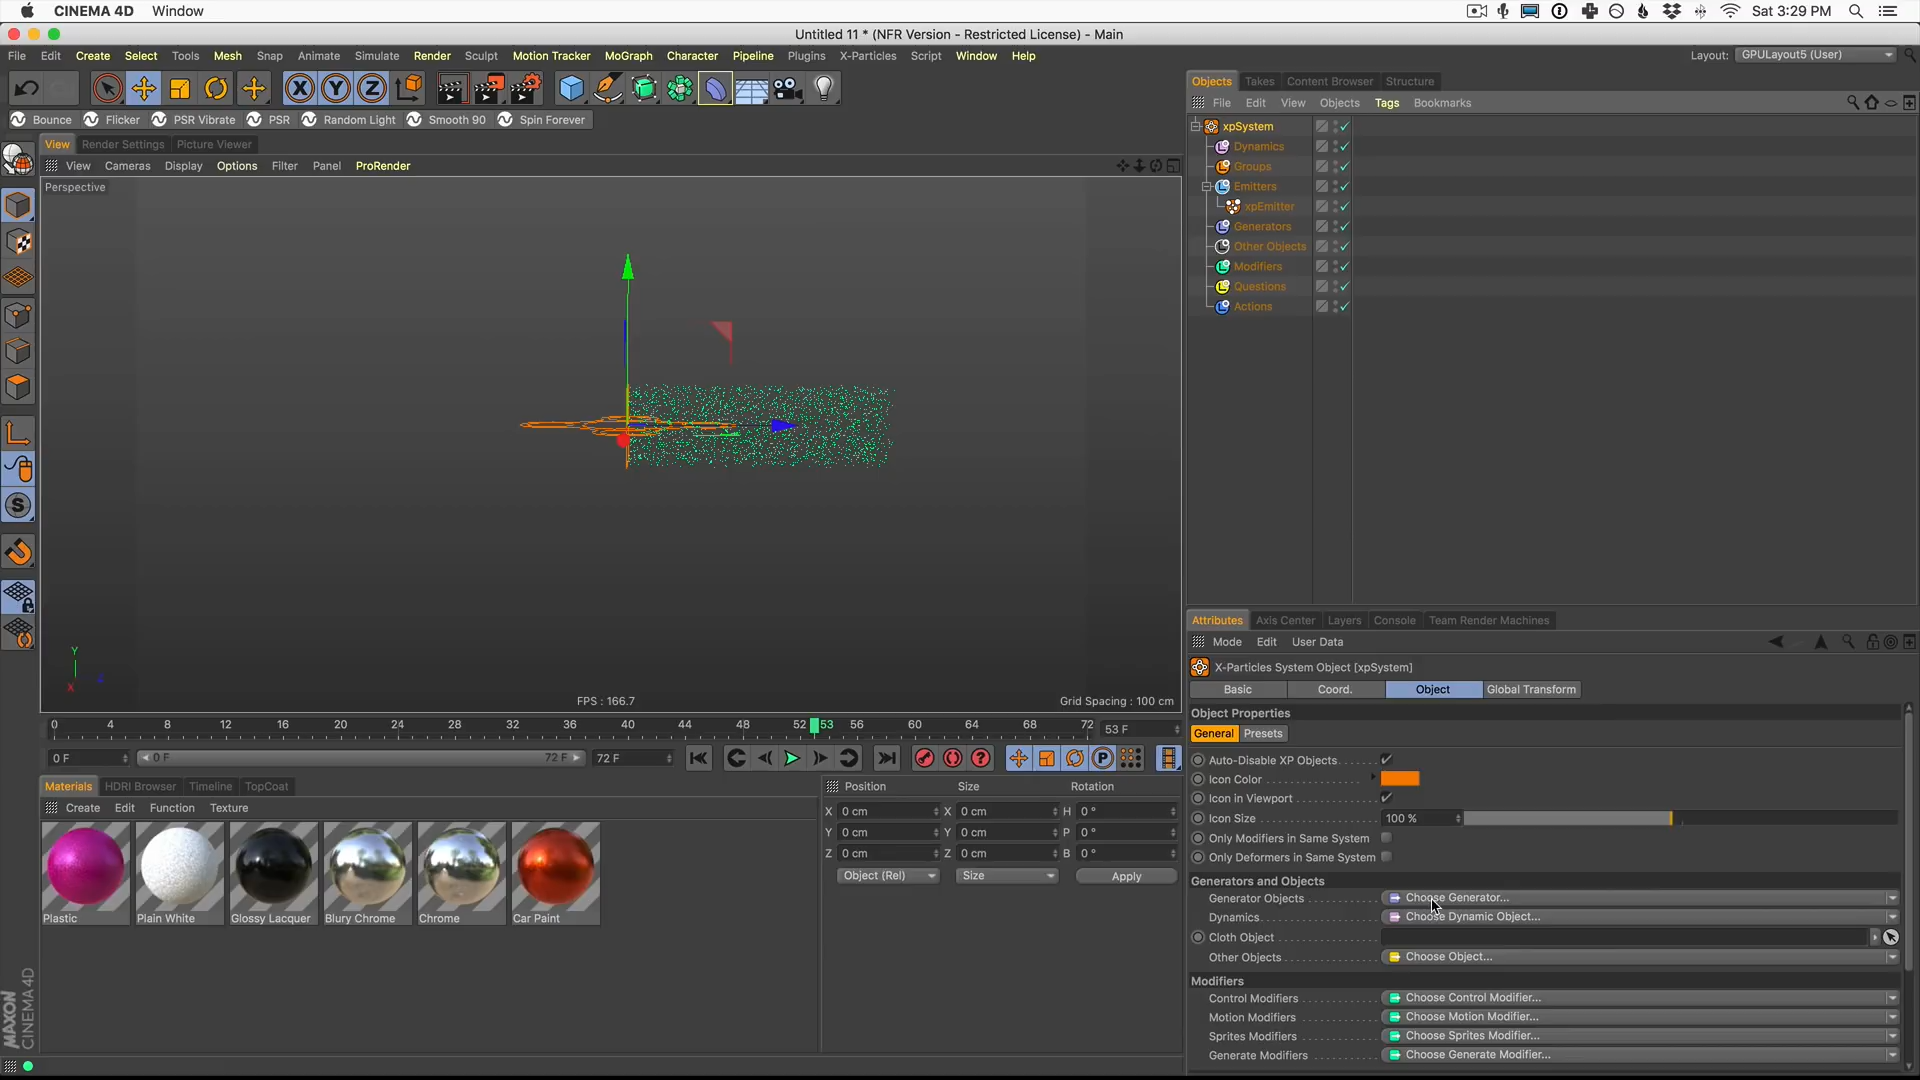 CINEMA 4D Window Sat 3:29 PM
Untitled 11 * (NFR Version - Restricted License) - Main
File Edit Create Select Tools Mesh Snap Animate Simulate Render Sculpt Motion Tracker MoGraph Character Pipeline Plugins X-Particles Script Window Help Layout: GPULayout5 (User)
X Y Z
Bounce Flicker PSR Vibrate PSR Random Light Smooth 90 Spin Forever
View Render Settings Picture Viewer
View Cameras Display Options Filter Panel ProRender
Perspective
Y
X
FPS : 166.7
Grid Spacing : 100 cm
0 4 8 12 16 20 24 28 32 36 40 44 48 52 53 56 60 64 68 72 53 F
0 F 0 F 72 F 72 F
Materials HDRI Browser Timeline TopCoat
Create Edit Function Texture
Plastic Plain White Glossy Lacquer Blury Chrome Chrome Car Paint
MAXON
CINEMA 4D
Position Size Rotation
X 0 cm X 0 cm H 0 °
Y 0 cm Y 0 cm P 0 °
Z 0 cm Z 0 cm B 0 °
Object (Rel) Size Apply
Objects Takes Content Browser Structure
File Edit View Objects Tags Bookmarks
xpSystem
Dynamics
Groups
Emitters
xpEmitter
Generators
Other Objects
Modifiers
Questions
Actions
Attributes Axis Center Layers Console Team Render Machines
Mode Edit User Data
X-Particles System Object [xpSystem]
Basic Coord. Object Global Transform
Object Properties
General Presets
Auto-Disable XP Objects
Icon Color
Icon in Viewport
Icon Size 100 %
Only Modifiers in Same System
Only Deformers in Same System
Generators and Objects
Generator Objects Choose Generator...
Dynamics Choose Dynamic Object...
Cloth Object
Other Objects Choose Object...
Modifiers
Control Modifiers Choose Control Modifier...
Motion Modifiers Choose Motion Modifier...
Sprites Modifiers Choose Sprites Modifier...
Generate Modifiers Choose Generate Modifier...